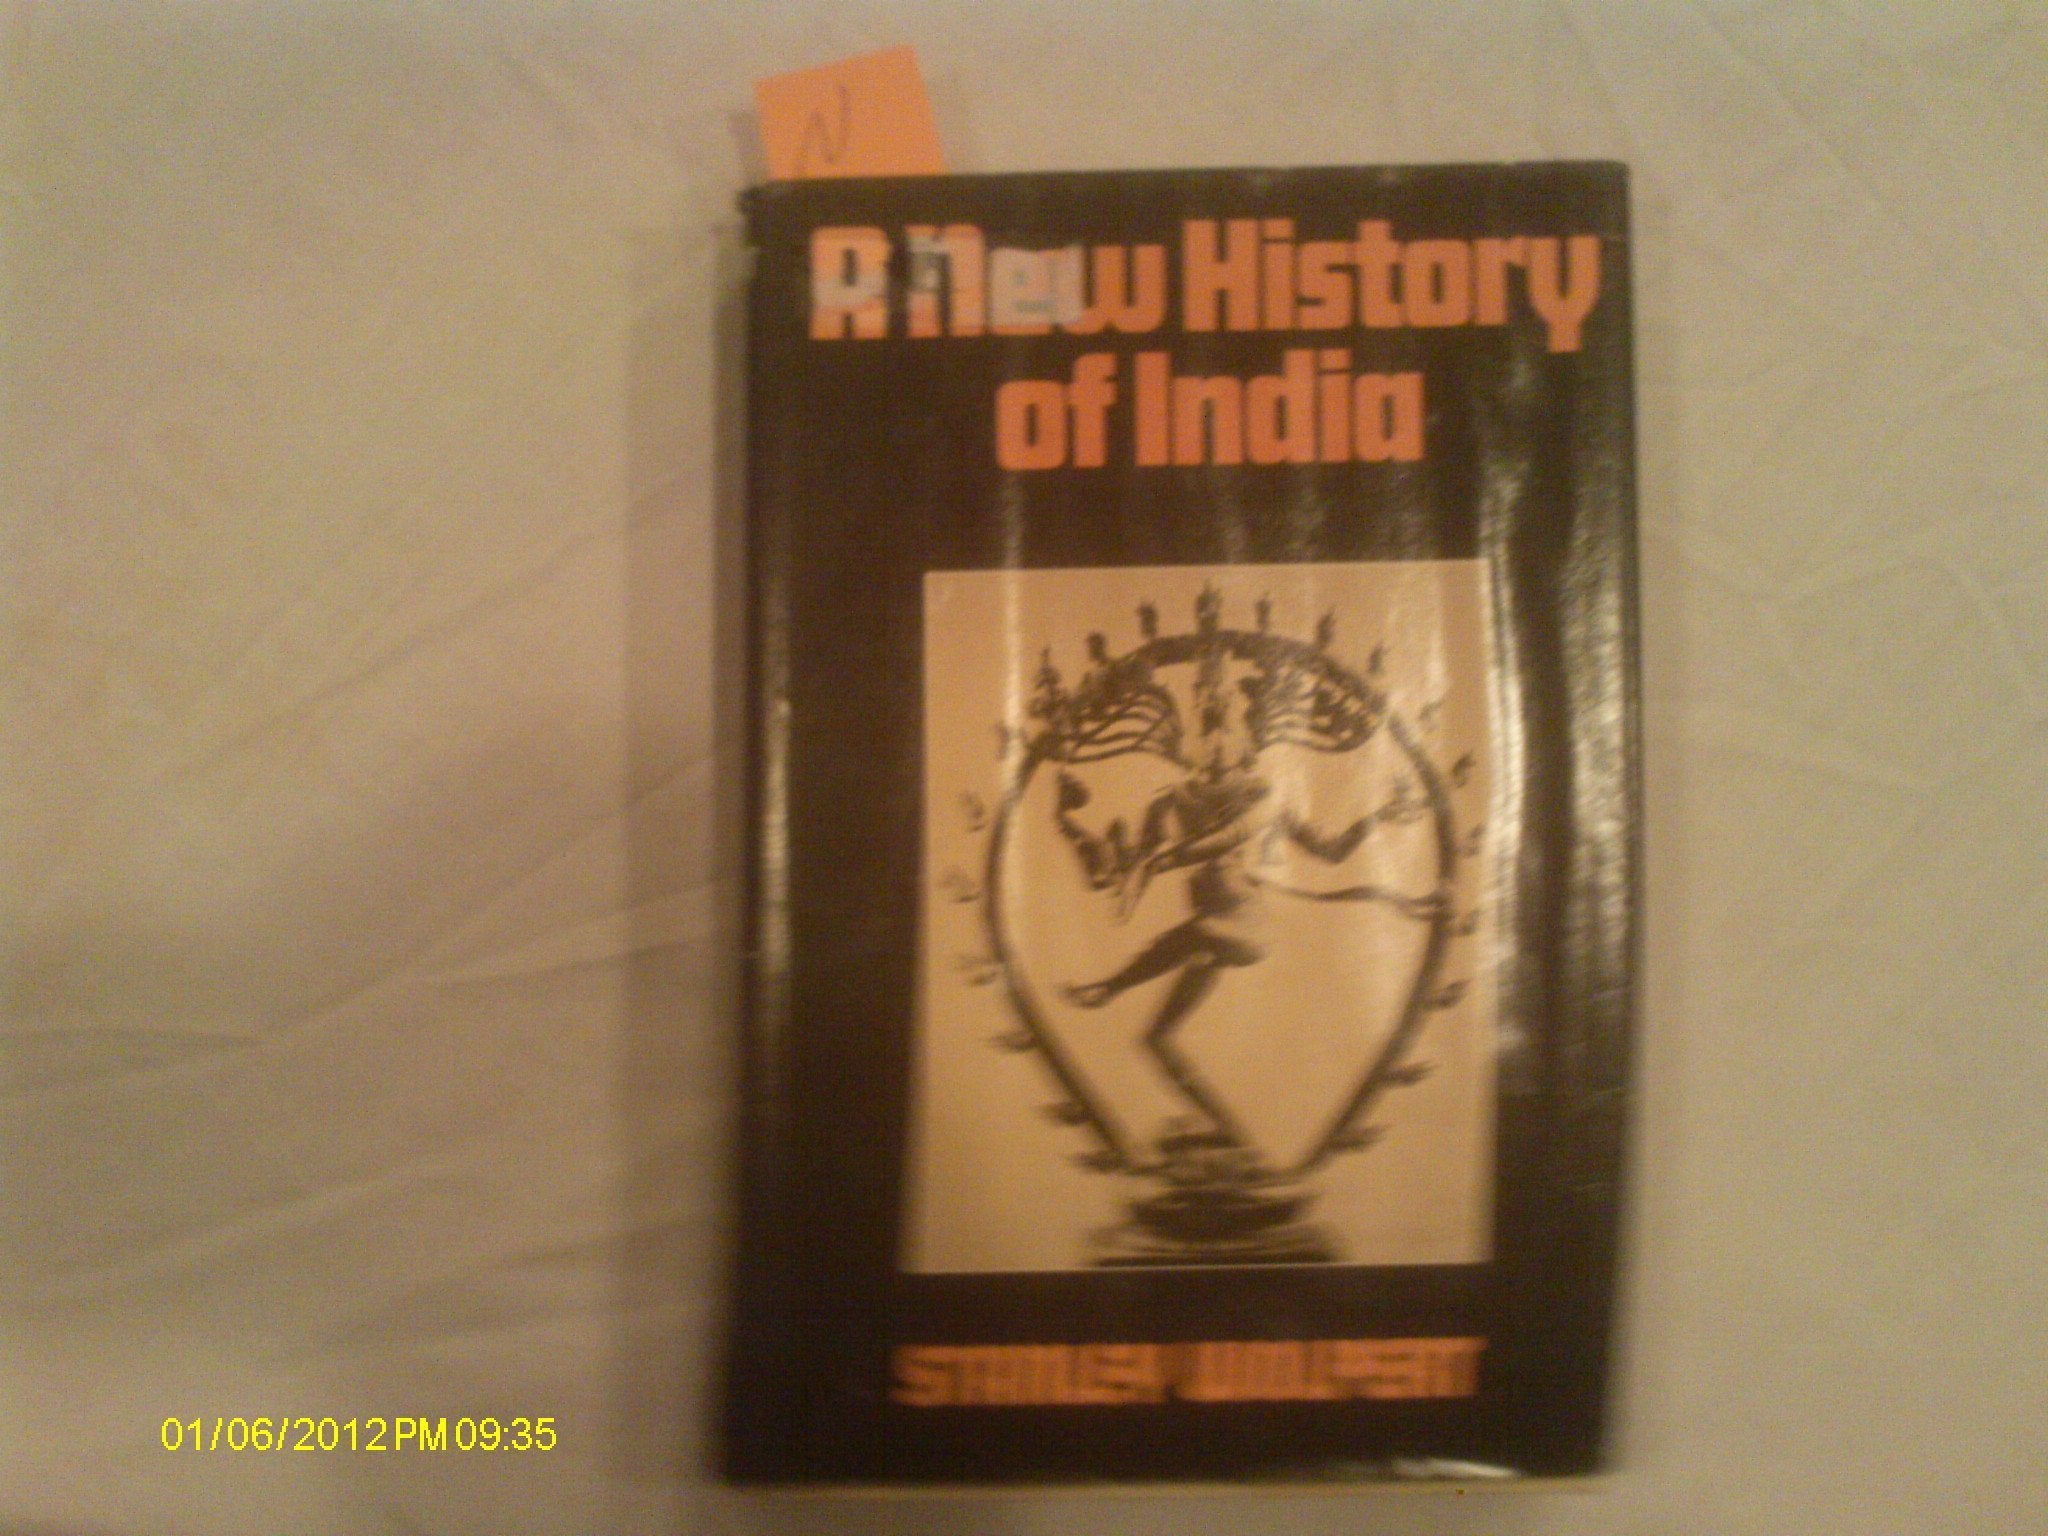 N
A New History
of India
STANLEY WOLPERT
01/06/2012 PM 09:35